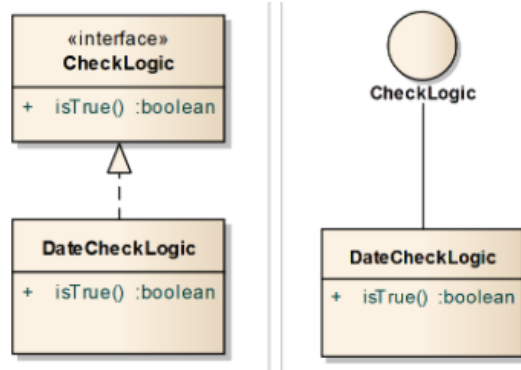 «interface»
CheckLogic
+ isTrue() :boolean
DateCheckLogic
+ isTrue() :boolean
CheckLogic
DateCheckLogic
+ isTrue() :boolean